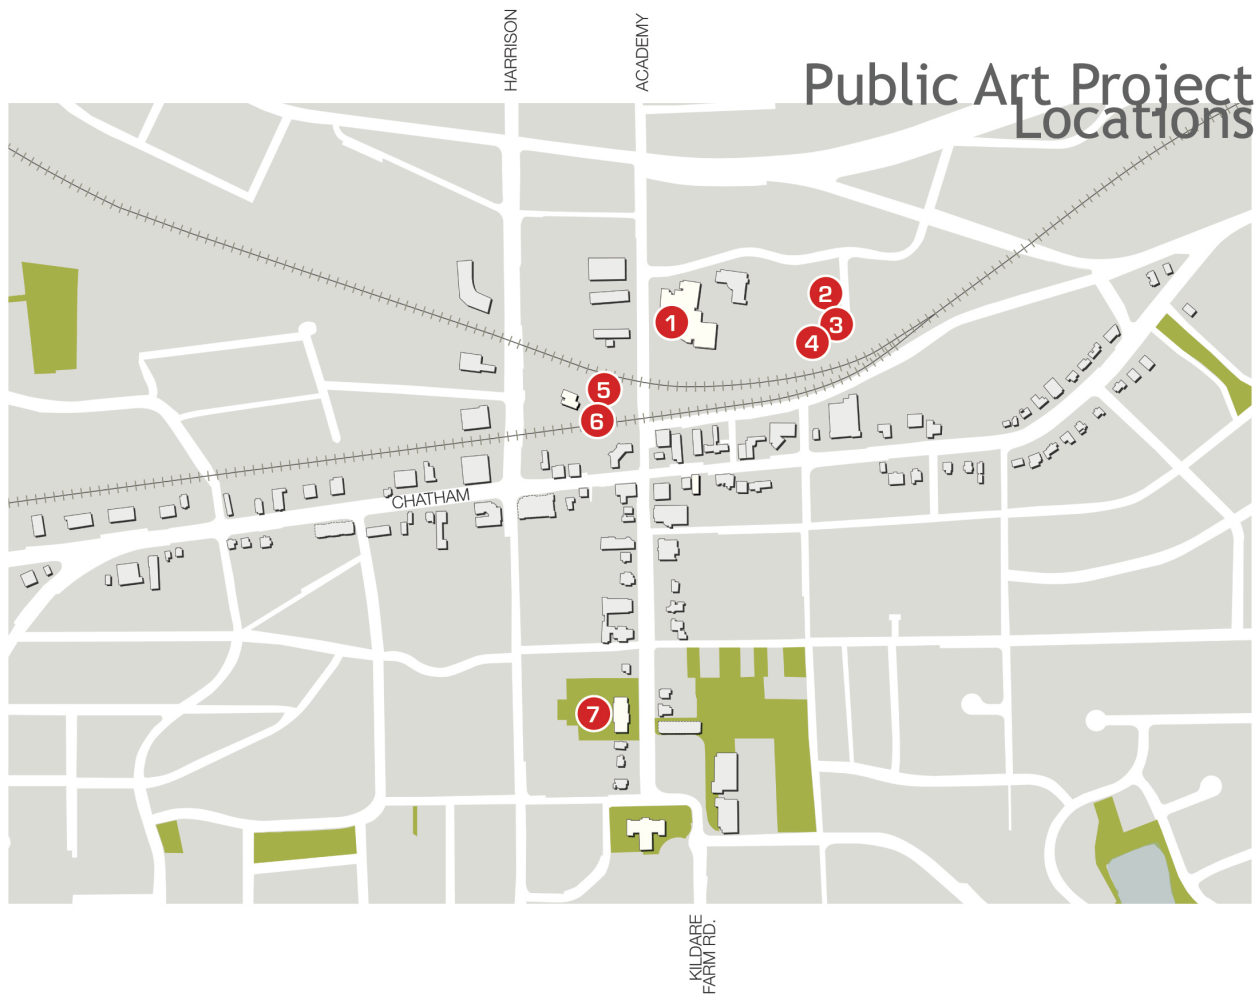 HARRISON
ACADEMY
Public Art Project
Locations
2
1
3
4
5
6
CHATHAM
7
KILDARE
FARM RD.